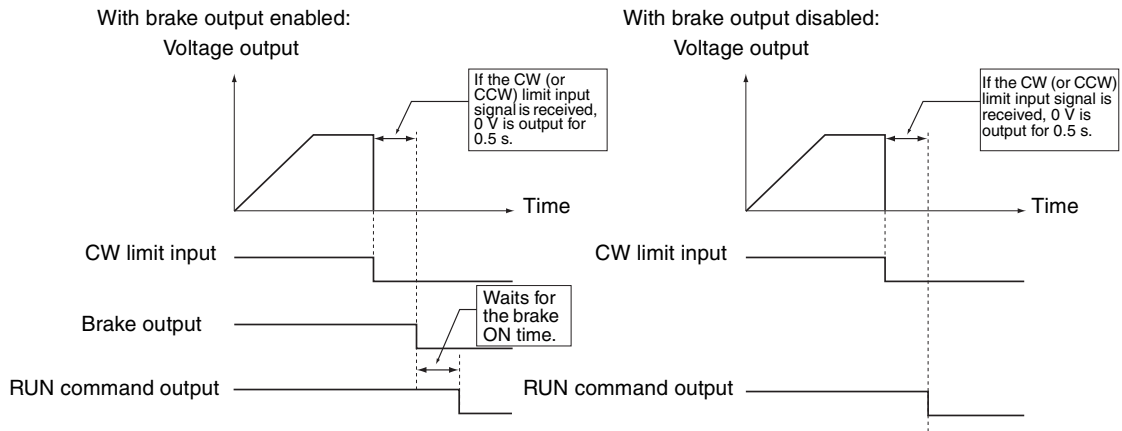 With brake output enabled:
Voltage output
If the CW (or
CCW) limit input
signal is received,
0 V is output for
0.5 s.
Time
CW limit input
Brake output
Waits for
the brake
ON time.
RUN command output
With brake output disabled:
Voltage output
If the CW (or CCW)
limit input signal is
received, 0 V is
output for 0.5 s.
Time
CW limit input
RUN command output